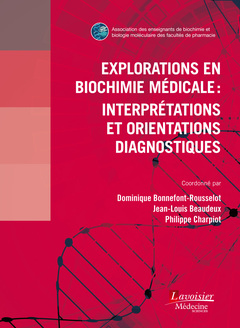 Association des enseignants de biochimie et
biologie moléculaire des facultés de pharmacie
EXPLORATIONS EN
BIOCHIMIE MÉDICALE :
INTERPRÉTATIONS
ET ORIENTATIONS
DIAGNOSTIQUES
Coordonné par
Dominique Bonnefont-Rousselot
Jean-Louis Beaudeux
Philippe Charpiot
Lavoisier
Médecine
SCIENCES